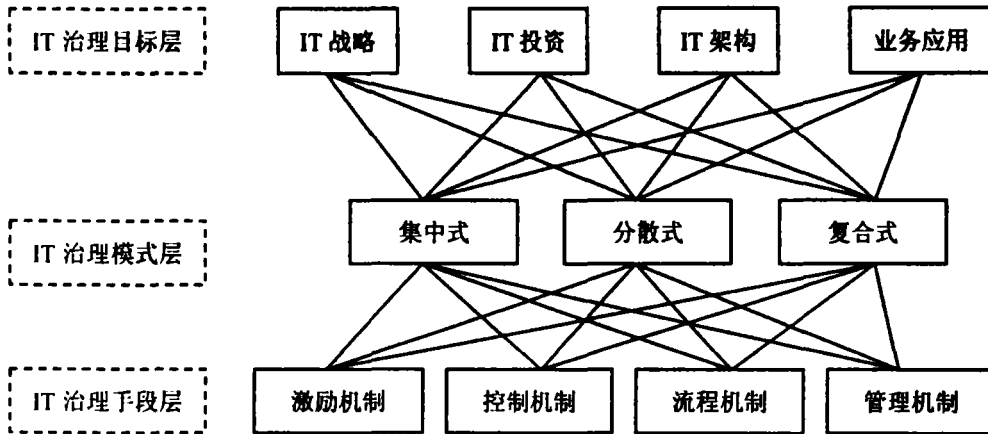 IT 治理目标层
IT 战略
IT 投资
IT 架构
业务应用
IT 治理模式层
集中式
分散式
复合式
IT 治理手段层
激励机制
控制机制
流程机制
管理机制